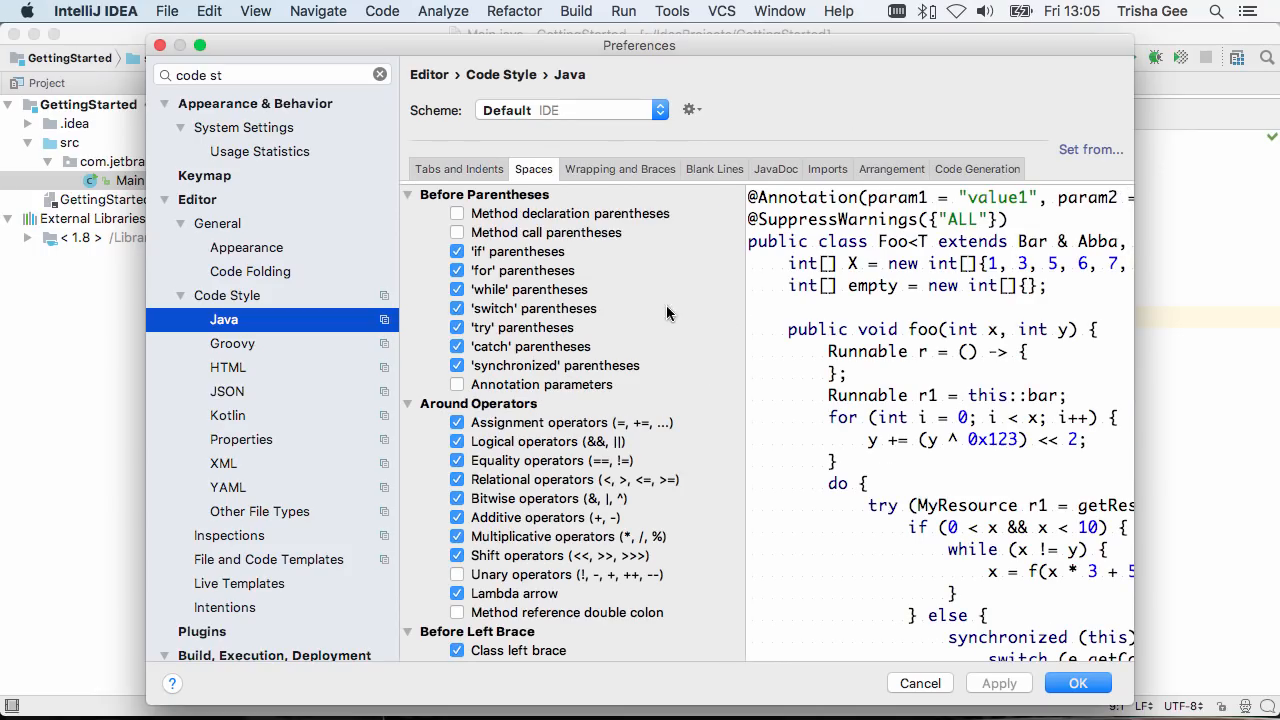 IntelliJ IDEA File Edit View Navigate Code Analyze Refactor Build Run Tools VCS Window Help Fri 13:05 Trisha Gee
Preferences
GettingStarted
Project
GettingStarted
.idea
src
com.jetbra
Main
GettingStarted
External Libraries
< 1.8 > /Librar
code st
Appearance & Behavior
System Settings
Usage Statistics
Keymap
Editor
General
Appearance
Code Folding
Code Style
Java
Groovy
HTML
JSON
Kotlin
Properties
XML
YAML
Other File Types
Inspections
File and Code Templates
Live Templates
Intentions
Plugins
Build, Execution, Deployment
Editor › Code Style › Java
Scheme: Default IDE
Set from...
Tabs and Indents Spaces Wrapping and Braces Blank Lines JavaDoc Imports Arrangement Code Generation
Before Parentheses
Method declaration parentheses
Method call parentheses
'if' parentheses
'for' parentheses
'while' parentheses
'switch' parentheses
'try' parentheses
'catch' parentheses
'synchronized' parentheses
Annotation parameters
Around Operators
Assignment operators (=, +=, ...)
Logical operators (&&, ||)
Equality operators (==, !=)
Relational operators (<, >, <=, >=)
Bitwise operators (&, |, ^)
Additive operators (+, -)
Multiplicative operators (*, /, %)
Shift operators (<<, >>, >>>)
Unary operators (!, -, +, ++, --)
Lambda arrow
Method reference double colon
Before Left Brace
Class left brace
@Annotation(param1 = "value1", param2 =
@SuppressWarnings({"ALL"})
public class Foo<T extends Bar & Abba,
int[] X = new int[]{1, 3, 5, 6, 7,
int[] empty = new int[]{};
public void foo(int x, int y) {
Runnable r = () -> {
};
Runnable r1 = this::bar;
for (int i = 0; i < x; i++) {
y += (y ^ 0x123) << 2;
}
do {
try (MyResource r1 = getRes
if (0 < x && x < 10) {
while (x != y) {
x = f(x * 3 + 5
}
} else {
synchronized (this)
switch (e.getCo
? Cancel Apply OK
9:1 LF÷ UTF-8÷